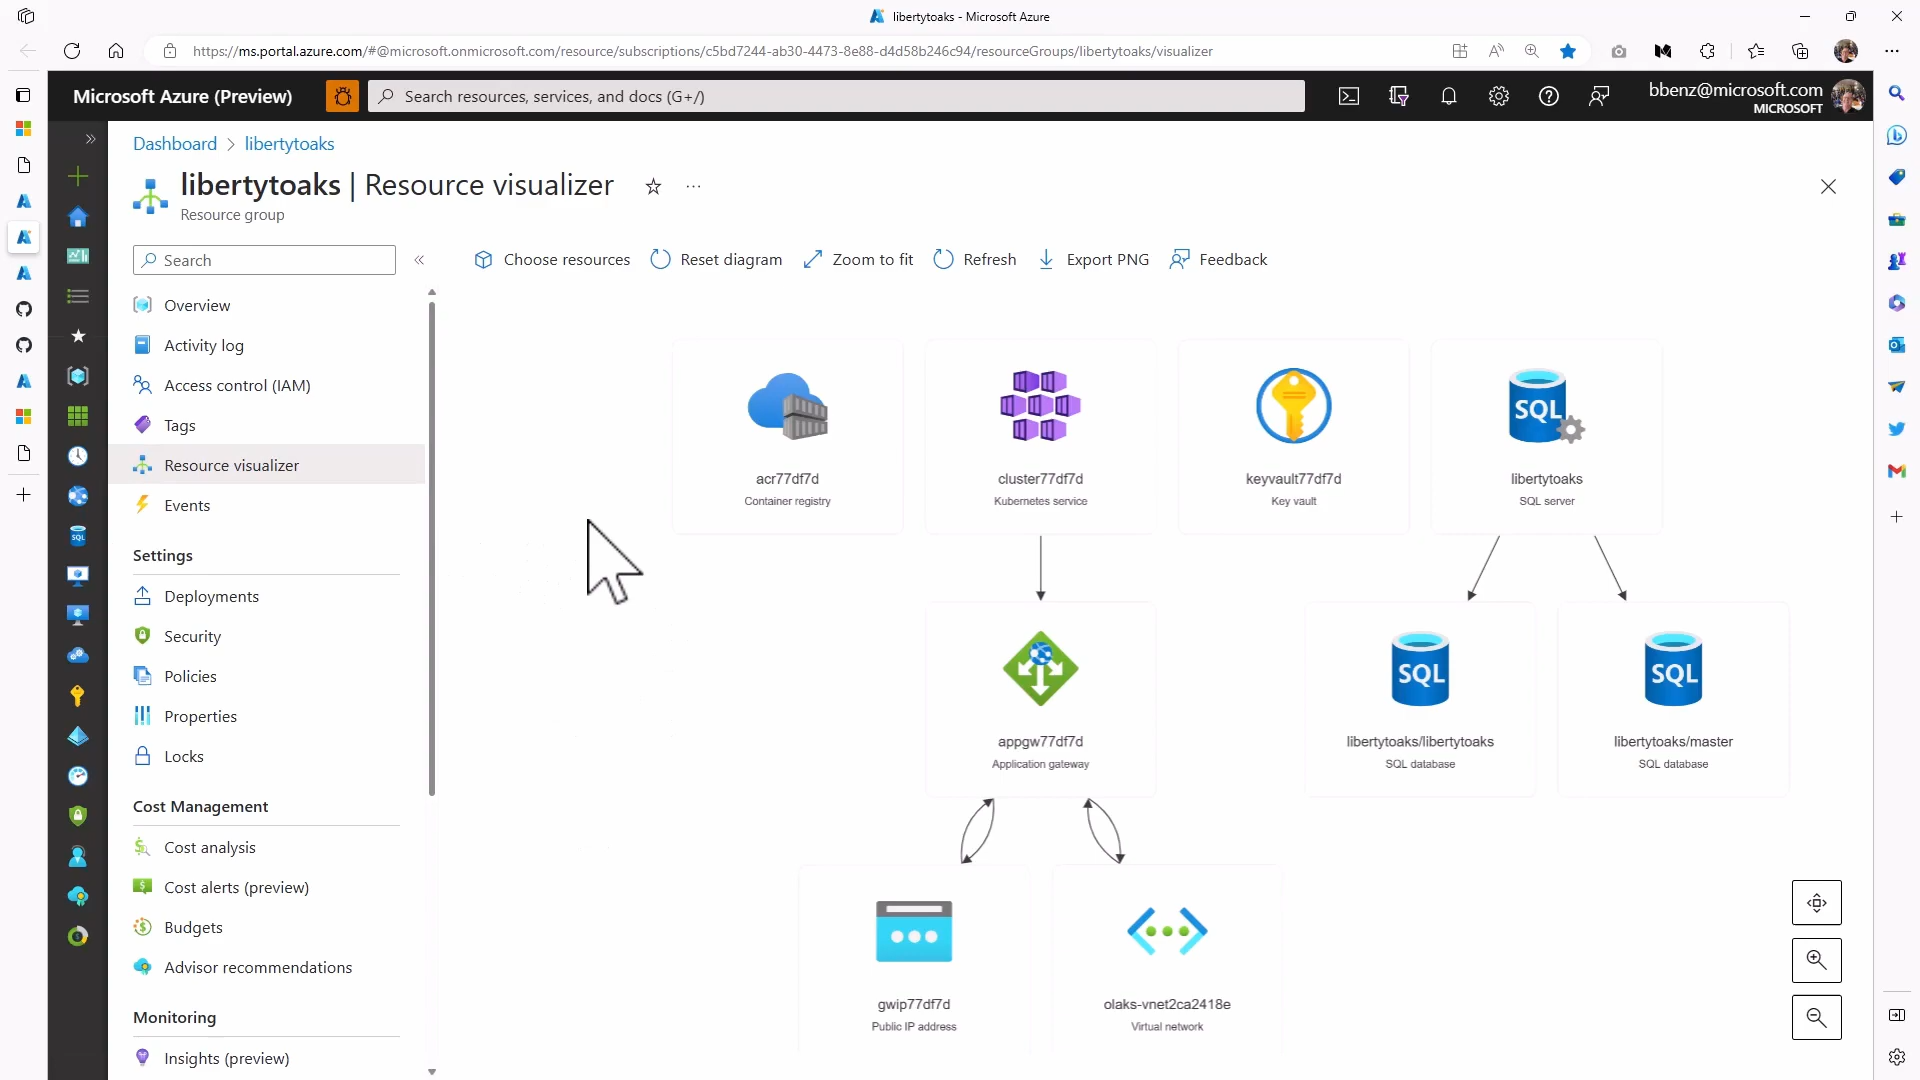 libertytoaks - Microsoft Azure
https://ms.portal.azure.com/#@microsoft.onmicrosoft.com/resource/subscriptions/c5bd7244-ab30-4473-8e88-d4d58b246c94/resourceGroups/libertytoaks/visualizer
Microsoft Azure (Preview)
Search resources, services, and docs (G+/)
bbenz@microsoft.com
MICROSOFT
Dashboard > libertytoaks
libertytoaks | Resource visualizer
Resource group
Search
Choose resources
Reset diagram
Zoom to fit
Refresh
Export PNG
Feedback
Overview
Activity log
Access control (IAM)
Tags
Resource visualizer
Events
Settings
Deployments
Security
Policies
Properties
Locks
Cost Management
Cost analysis
Cost alerts (preview)
Budgets
Advisor recommendations
Monitoring
Insights (preview)
acr77df7d
Container registry
cluster77df7d
Kubernetes service
keyvault77df7d
Key vault
SQL
libertytoaks
SQL server
appgw77df7d
Application gateway
SQL
libertytoaks/libertytoaks
SQL database
SQL
libertytoaks/master
SQL database
gwip77df7d
Public IP address
olaks-vnet2ca2418e
Virtual network